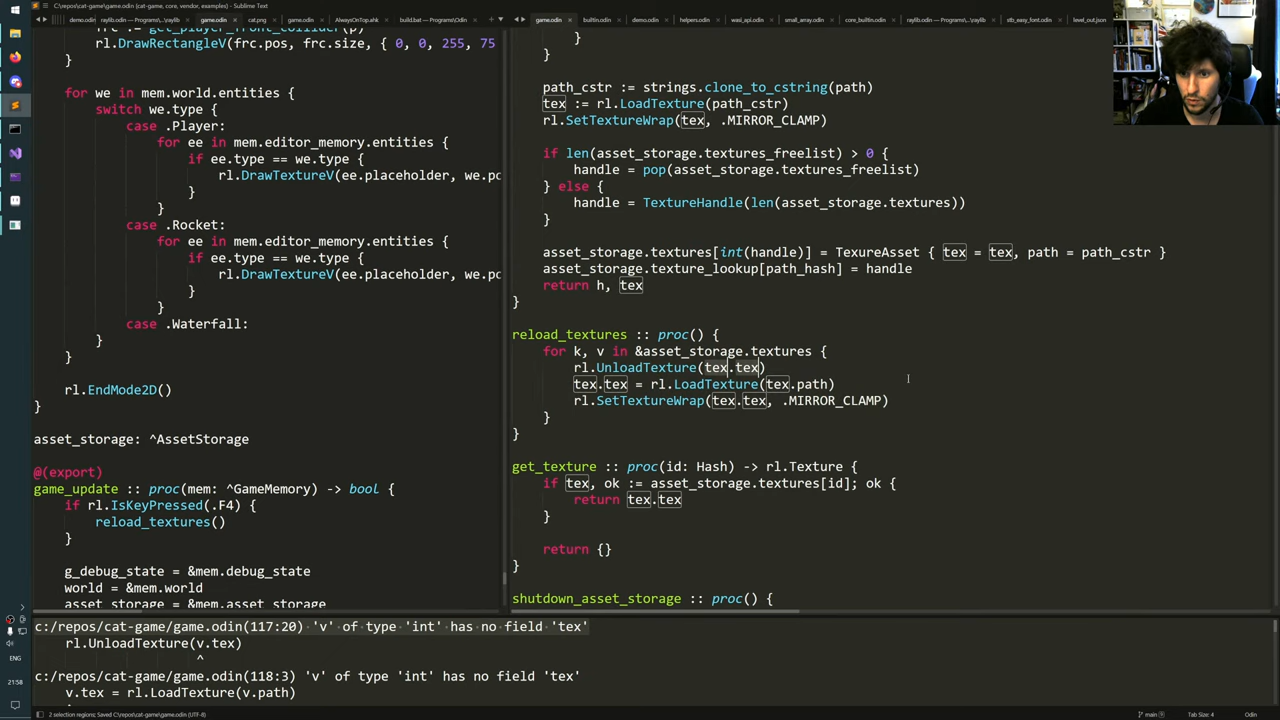 C:\repos\cat-game\game.odin (core, vendor, examples) - Sublime Text
demo.odin
raylib.odin — Programs\Odin\...\raylib
game.odin
cat.png
game.odin
AlwaysOnTop.ahk
build.bat — Programs\Odin
game.odin
builtin.odin
demo.odin
helpers.odin
wasi_api.odin
small_array.odin
core_builtin.odin
stb_easy_font.odin
level_out.json
frc := get_player_front_collider(p)
rl.DrawRectangleV(frc.pos, frc.size, { 0, 0, 255, 75
}
for we in mem.world.entities {
switch we.type {
case .Player:
for ee in mem.editor_memory.entities {
if ee.type == we.type {
rl.DrawTextureV(ee.placeholder, we.po
}
}
case .Rocket:
for ee in mem.editor_memory.entities {
if ee.type == we.type {
rl.DrawTextureV(ee.placeholder, we.po
}
}
case .Waterfall:
}
}
rl.EndMode2D()
}
asset_storage: ^AssetStorage
@(export)
game_update :: proc(mem: ^GameMemory) -> bool {
if rl.IsKeyPressed(.F4) {
reload_textures()
}
g_debug_state = &mem.debug_state
world = &mem.world
asset_storage = &mem.asset_storage
}
}
path_cstr := strings.clone_to_cstring(path)
tex := rl.LoadTexture(path_cstr)
rl.SetTextureWrap(tex, .MIRROR_CLAMP)
if len(asset_storage.textures_freelist) > 0 {
handle = pop(asset_storage.textures_freelist)
} else {
handle = TextureHandle(len(asset_storage.textures))
}
asset_storage.textures[int(handle)] = TexureAsset { tex = tex, path = path_cstr }
asset_storage.texture_lookup[path_hash] = handle
return h, tex
}
reload_textures :: proc() {
for k, v in &asset_storage.textures {
rl.UnloadTexture(tex.tex)
tex.tex = rl.LoadTexture(tex.path)
rl.SetTextureWrap(tex.tex, .MIRROR_CLAMP)
}
}
get_texture :: proc(id: Hash) -> rl.Texture {
if tex, ok := asset_storage.textures[id]; ok {
return tex.tex
}
return {}
}
shutdown_asset_storage :: proc() {
c:/repos/cat-game/game.odin(117:20) 'v' of type 'int' has no field 'tex'
rl.UnloadTexture(v.tex)
^
c:/repos/cat-game/game.odin(118:3) 'v' of type 'int' has no field 'tex'
v.tex = rl.LoadTexture(v.path)
ENG
21:58
2 selection regions; Saved C:\repos\cat-game\game.odin (UTF-8)
main
Tab Size: 4
Odin